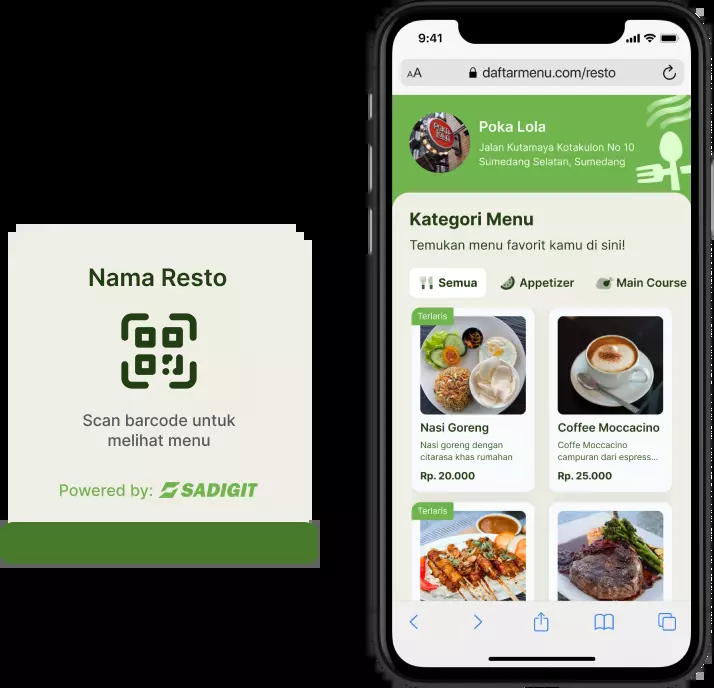 Nama Resto
Scan barcode untuk
melihat menu
Powered by: SADIGIT
9:41
AA daftarmenu.com/resto
Poka Lola
Jalan Kutamaya Kotakulon No 10
Sumedang Selatan, Sumedang
Kategori Menu
Temukan menu favorit kamu di sini!
Semua Appetizer Main Course
Terlaris
Nasi Goreng
Nasi goreng dengan
citarasa khas rumahan
Rp. 20.000
Coffee Moccacino
Coffe Moccacino
campuran dari espress...
Rp. 25.000
Terlaris